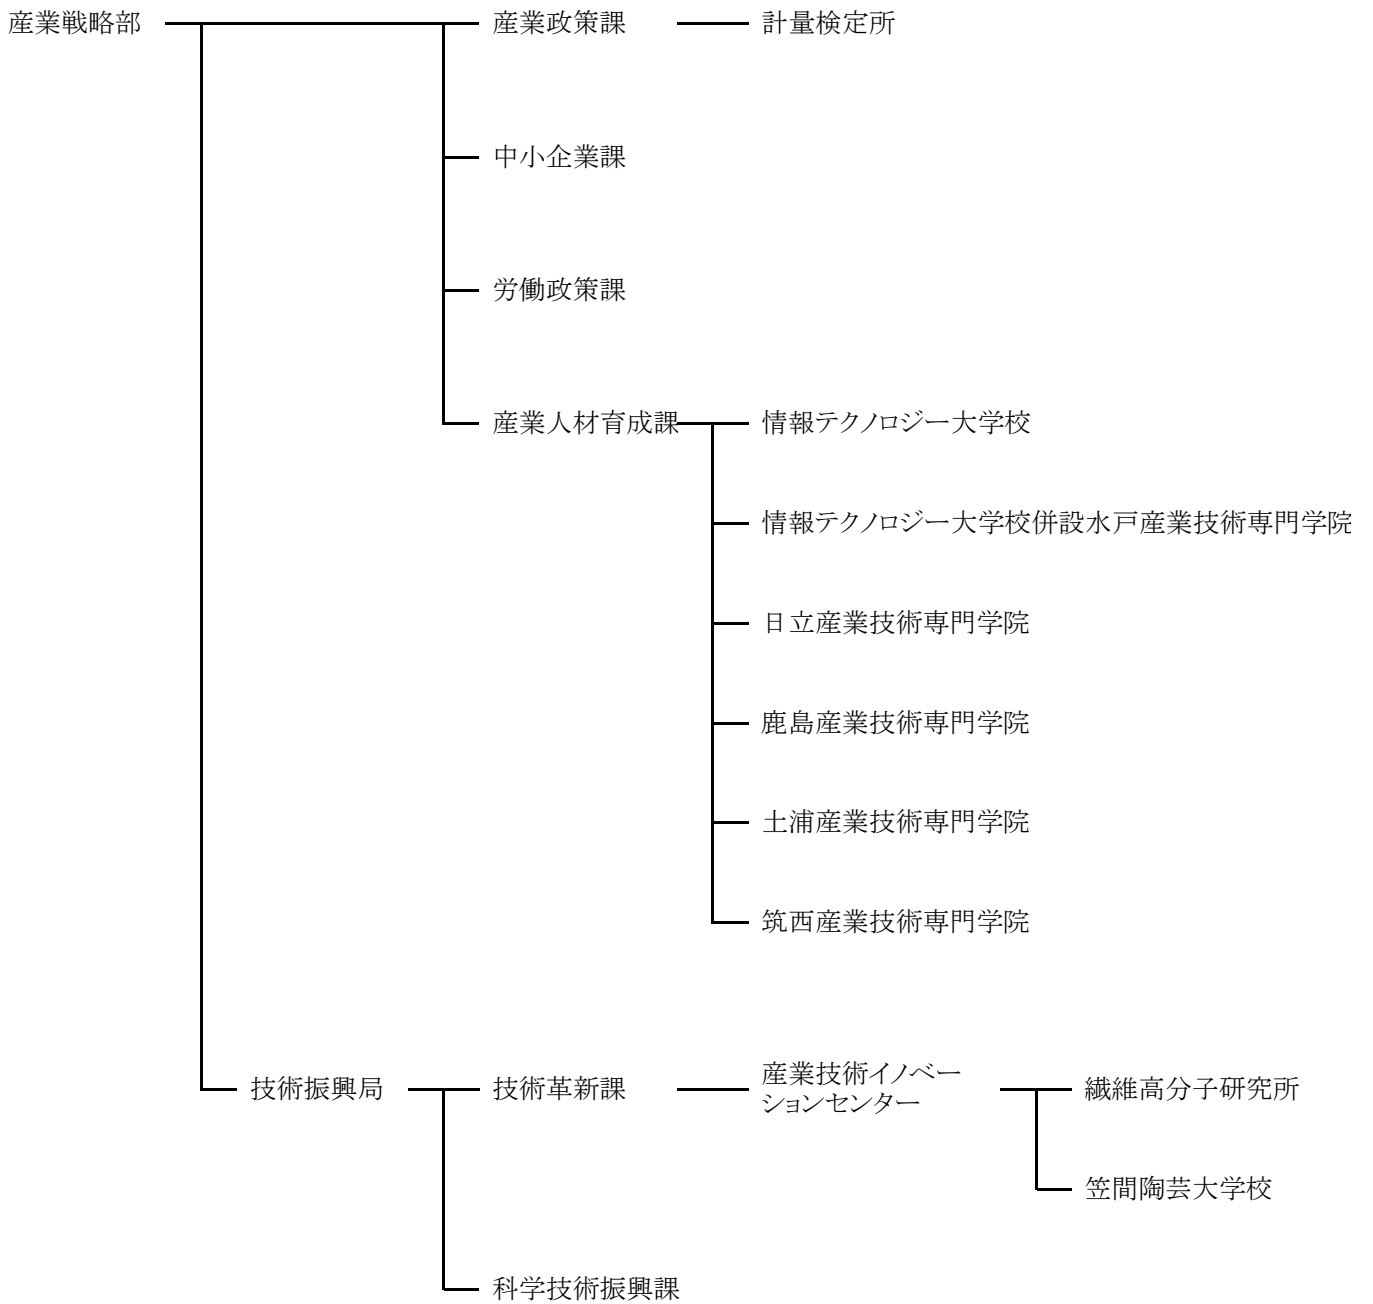 産業戦略部
産業政策課
計量検定所
中小企業課
労働政策課
産業人材育成課
情報テクノロジー大学校
情報テクノロジー大学校併設水戸産業技術専門学院
日立産業技術専門学院
鹿島産業技術専門学院
土浦産業技術専門学院
筑西産業技術専門学院
技術振興局
技術革新課
産業技術イノベー
ションセンター
繊維高分子研究所
笠間陶芸大学校
科学技術振興課